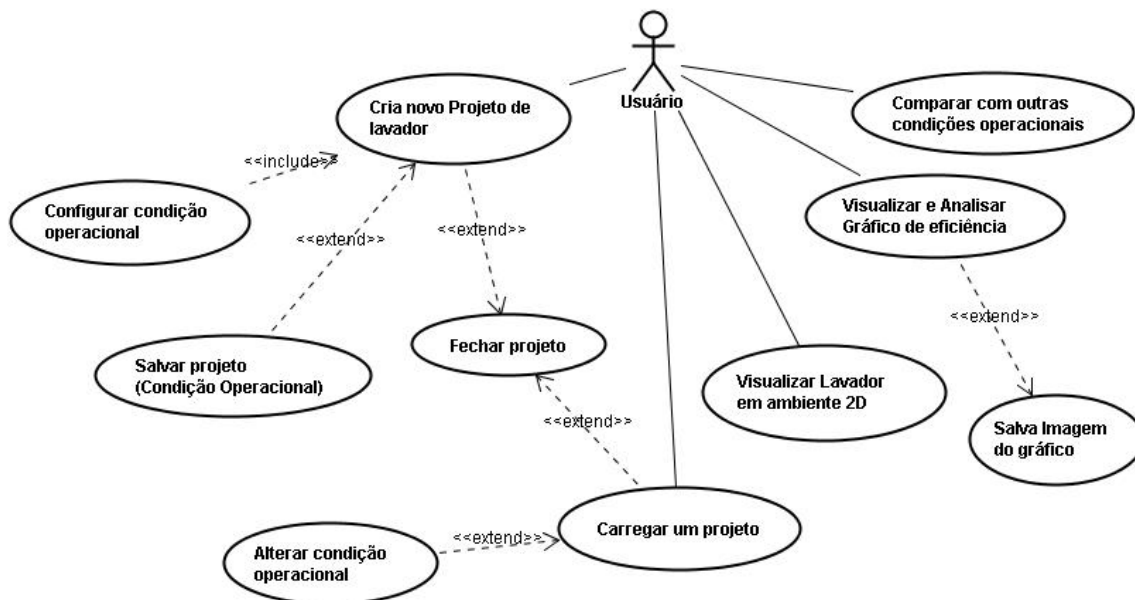 Usuário
Cria novo Projeto de
lavador
Comparar com outras
condições operacionais
<<include>>
Configurar condição
operacional
Visualizar e Analisar
Gráfico de eficiência
<<extend>>
<<extend>>
<<extend>>
Salvar projeto
(Condição Operacional)
Fechar projeto
Visualizar Lavador
em ambiente 2D
Salva Imagem
do gráfico
<<extend>>
Carregar um projeto
<<extend>>
Alterar condição
operacional